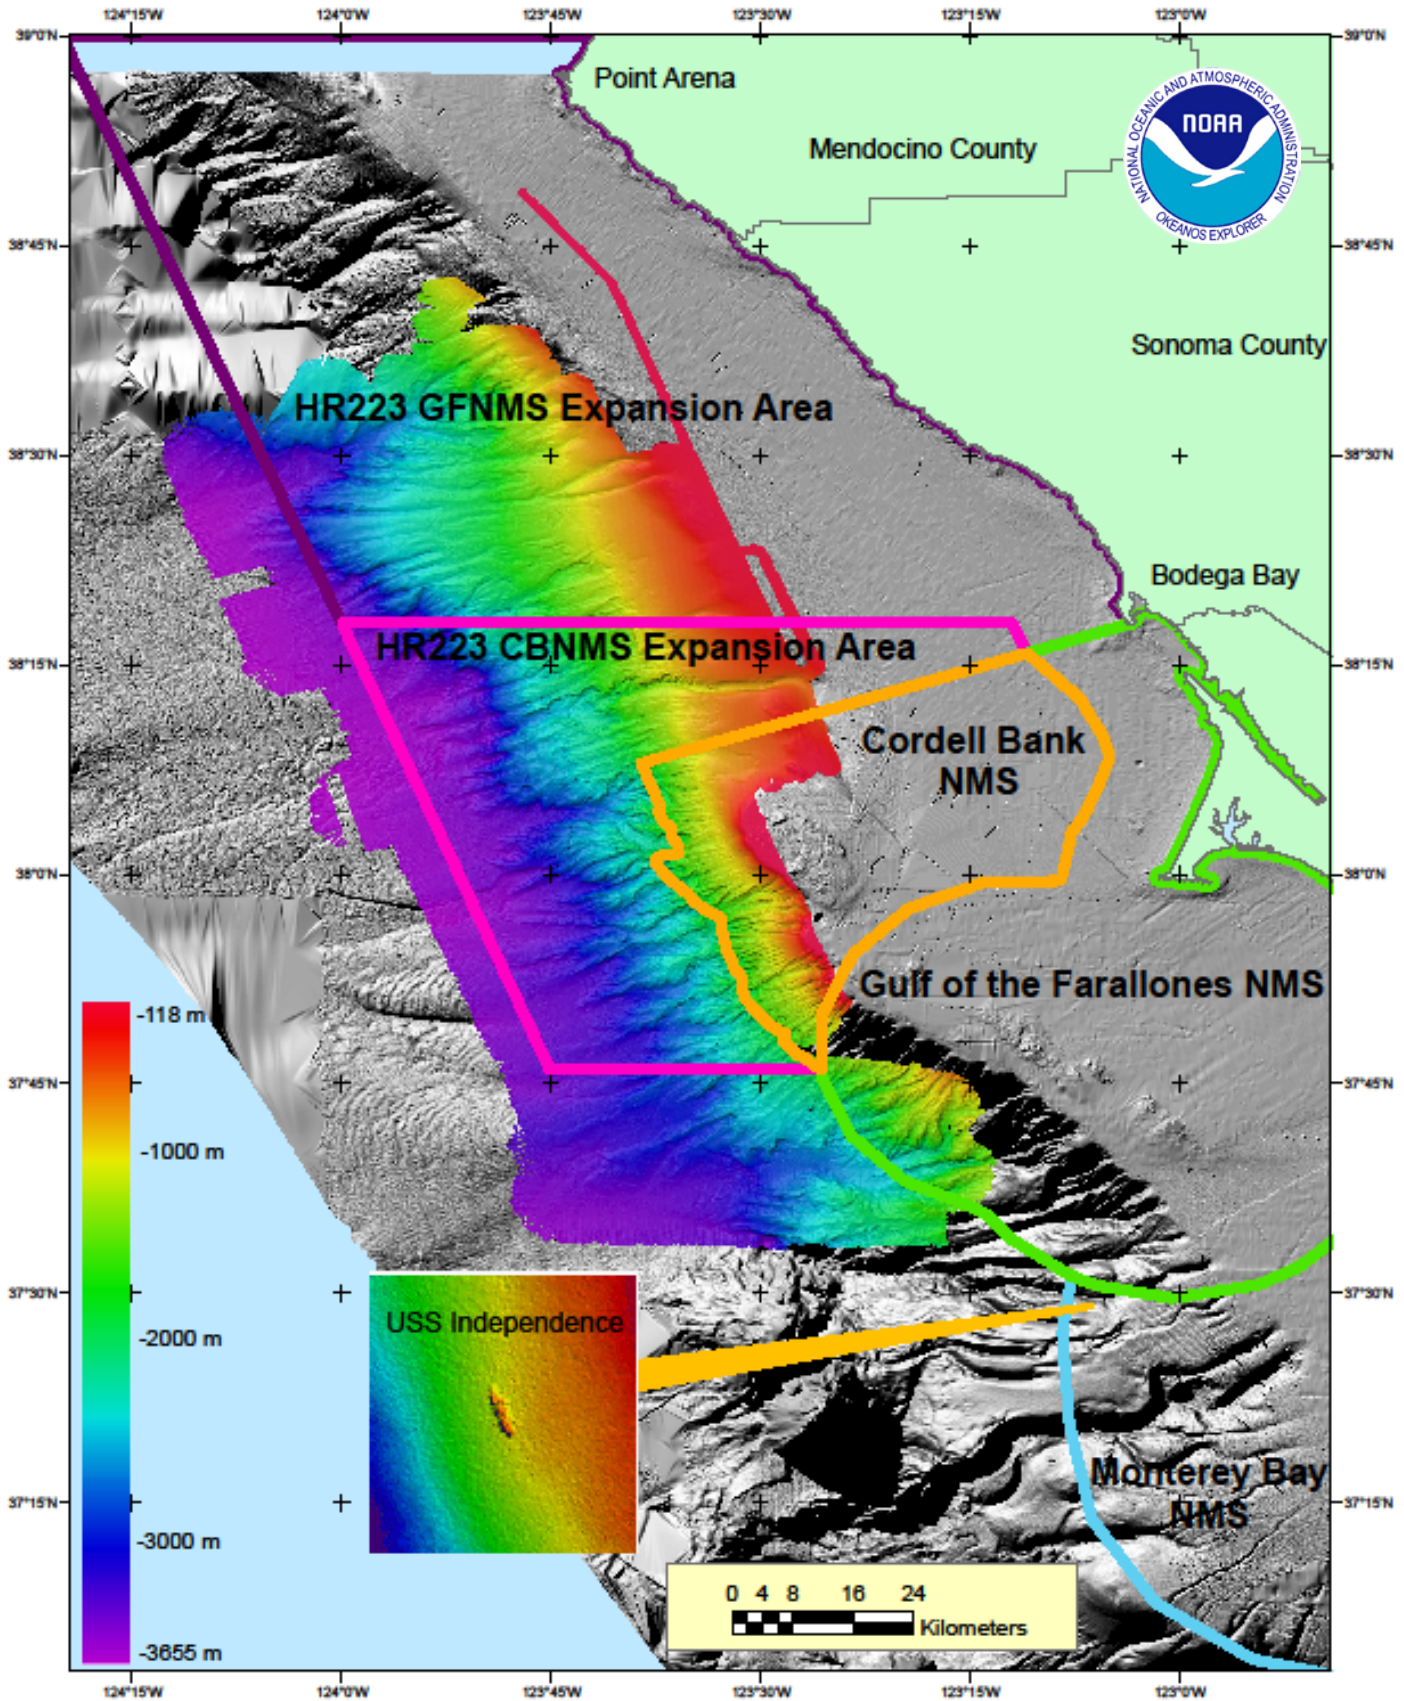 124°15'W 124°0'W 123°45'W 123°30'W 123°15'W 123°0'W
39°0'N 39°0'N
Point Arena
Mendocino County
NATIONAL OCEANIC AND ATMOSPHERIC ADMINISTRATION
NOAA
OKEANOS EXPLORER
38°45'N 38°45'N
Sonoma County
HR223 GFNMS Expansion Area
38°30'N 38°30'N
Bodega Bay
HR223 CBNMS Expansion Area
38°15'N 38°15'N
Cordell Bank
NMS
38°0'N 38°0'N
Gulf of the Farallones NMS
-118 m
37°45'N 37°45'N
-1000 m
37°30'N 37°30'N
USS Independence
-2000 m
Monterey Bay
NMS
37°15'N 37°15'N
-3000 m
0 4 8 16 24
Kilometers
-3655 m
124°15'W 124°0'W 123°45'W 123°30'W 123°15'W 123°0'W